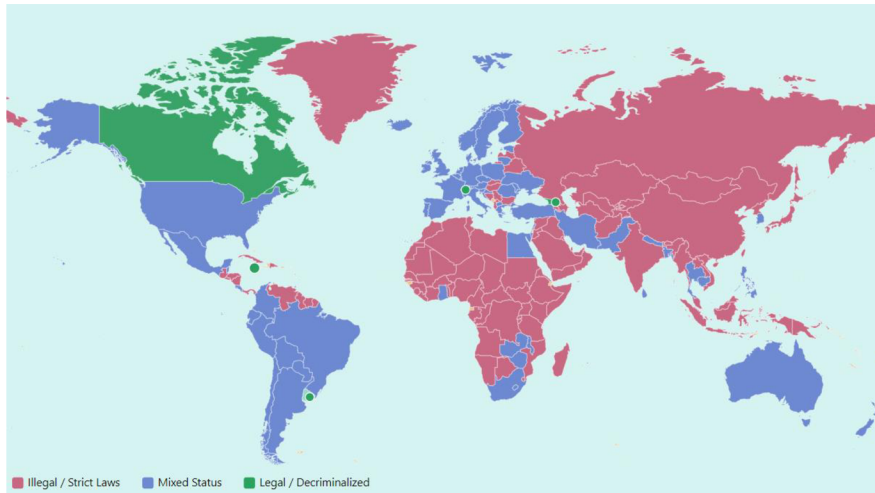 Illegal / Strict Laws
Mixed Status
Legal / Decriminalized